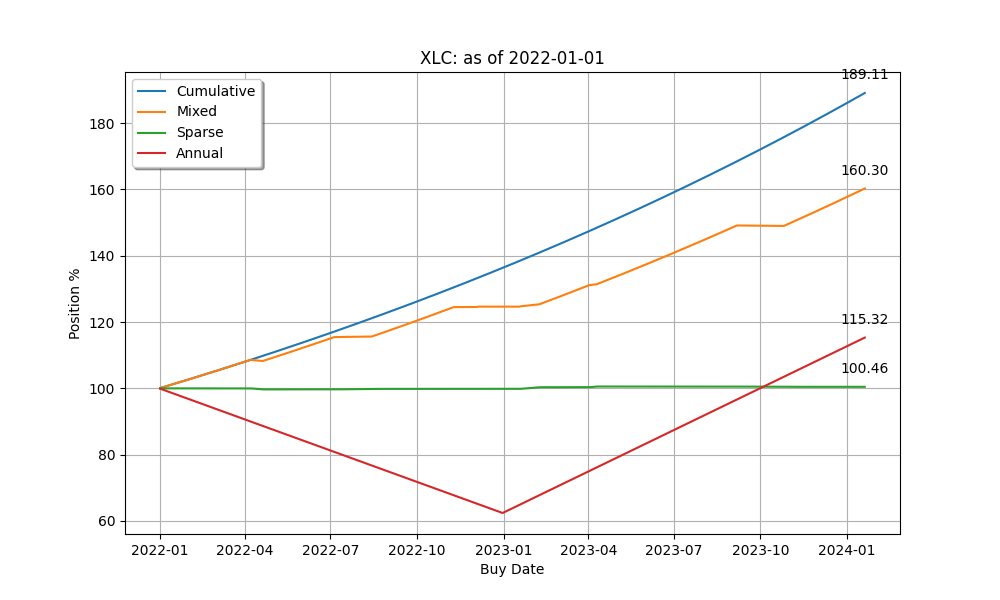 XLC: as of 2022-01-01
189.11
Cumulative
Mixed
Sparse
Annual
160.30
115.32
100.46
180
160
140
120
100
80
60
Position %
2022-01 2022-04 2022-07 2022-10 2023-01 2023-04 2023-07 2023-10 2024-01
Buy Date